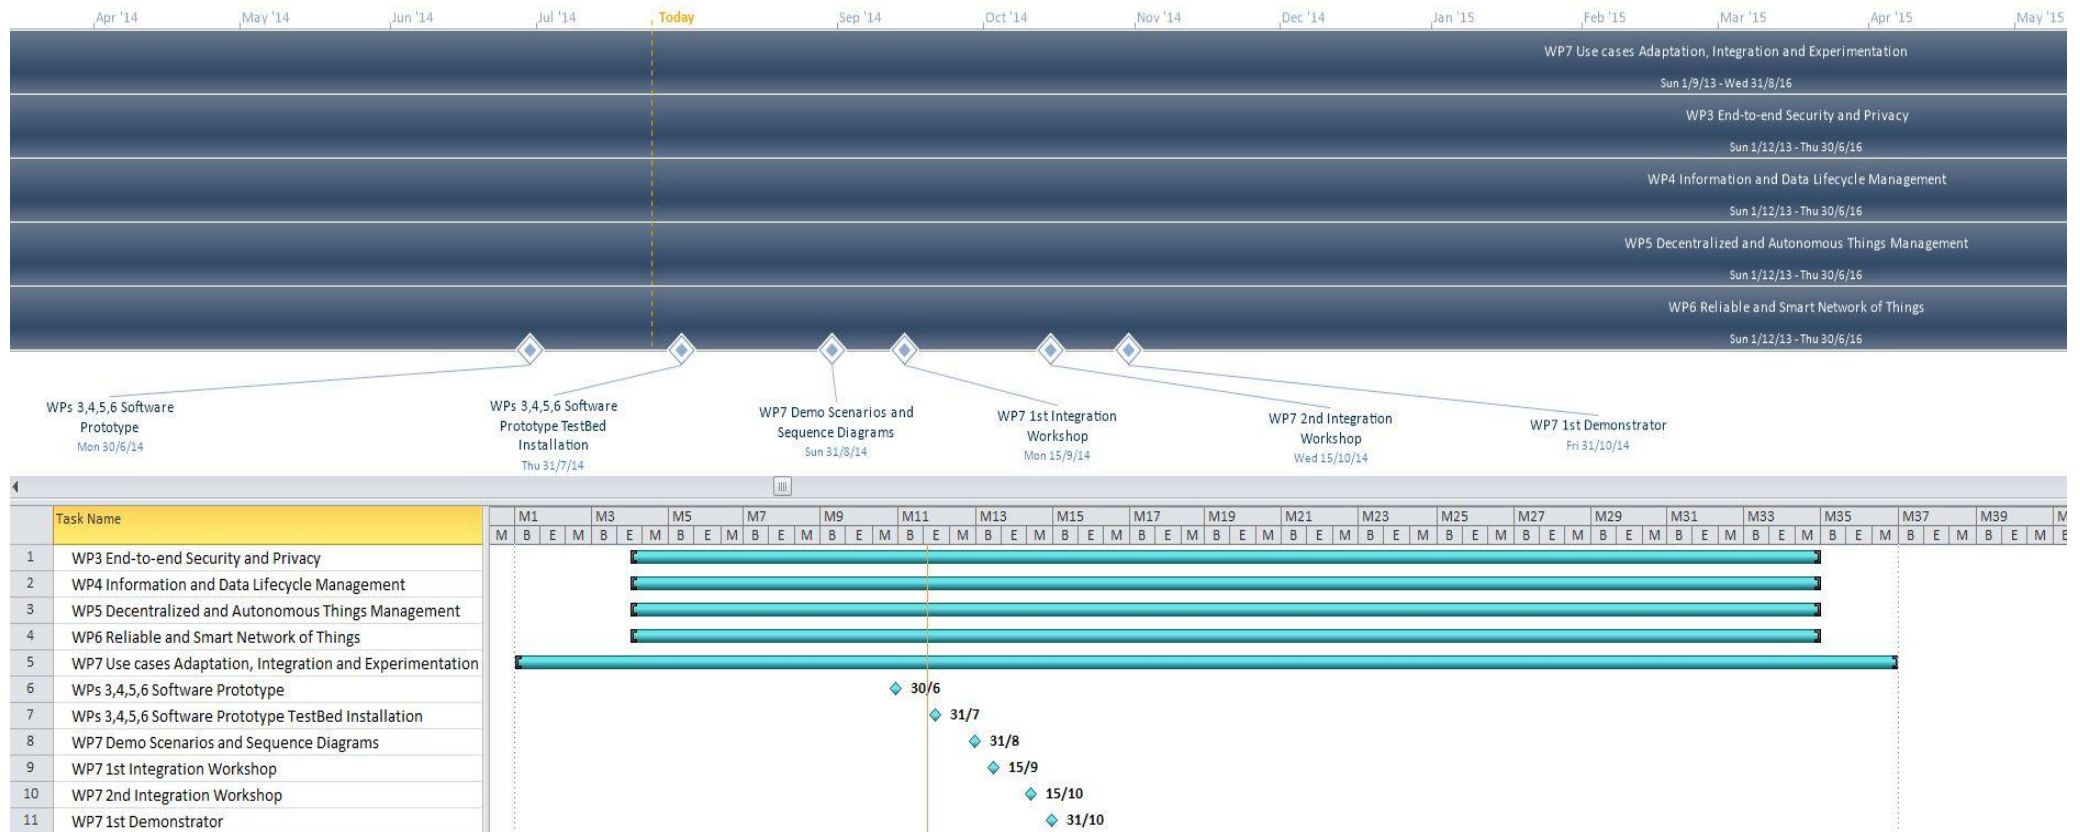 Apr '14 May '14 Jun '14 Jul '14 Today Sep '14 Oct '14 Nov '14 Dec '14 Jan '15 Feb '15 Mar '15 Apr '15 May '15
WP7 Use cases Adaptation, Integration and Experimentation
Sun 1/9/13 - Wed 31/8/16
WP3 End-to-end Security and Privacy
Sun 1/12/13 - Thu 30/6/16
WP4 Information and Data Lifecycle Management
Sun 1/12/13 - Thu 30/6/16
WP5 Decentralized and Autonomous Things Management
Sun 1/12/13 - Thu 30/6/16
WP6 Reliable and Smart Network of Things
Sun 1/12/13 - Thu 30/6/16
WPs 3,4,5,6 Software
Prototype
Mon 30/6/14
WPs 3,4,5,6 Software
Prototype TestBed
Installation
Thu 31/7/14
WP7 Demo Scenarios and
Sequence Diagrams
Sun 31/8/14
WP7 1st Integration
Workshop
Mon 15/9/14
WP7 2nd Integration
Workshop
Wed 15/10/14
WP7 1st Demonstrator
Fri 31/10/14
Task Name M1 M3 M5 M7 M9 M11 M13 M15 M17 M19 M21 M23 M25 M27 M29 M31 M33 M35 M37 M39 M
M B E M B E M B E M B E M B E M B E M B E M B E M B E M B E M B E M B E M B E M B E M B E M B E M B E M B E M B E M B E M B E M B E M E
1 WP3 End-to-end Security and Privacy
2 WP4 Information and Data Lifecycle Management
3 WP5 Decentralized and Autonomous Things Management
4 WP6 Reliable and Smart Network of Things
5 WP7 Use cases Adaptation, Integration and Experimentation
6 WPs 3,4,5,6 Software Prototype 30/6
7 WPs 3,4,5,6 Software Prototype TestBed Installation 31/7
8 WP7 Demo Scenarios and Sequence Diagrams 31/8
9 WP7 1st Integration Workshop 15/9
10 WP7 2nd Integration Workshop 15/10
11 WP7 1st Demonstrator 31/10